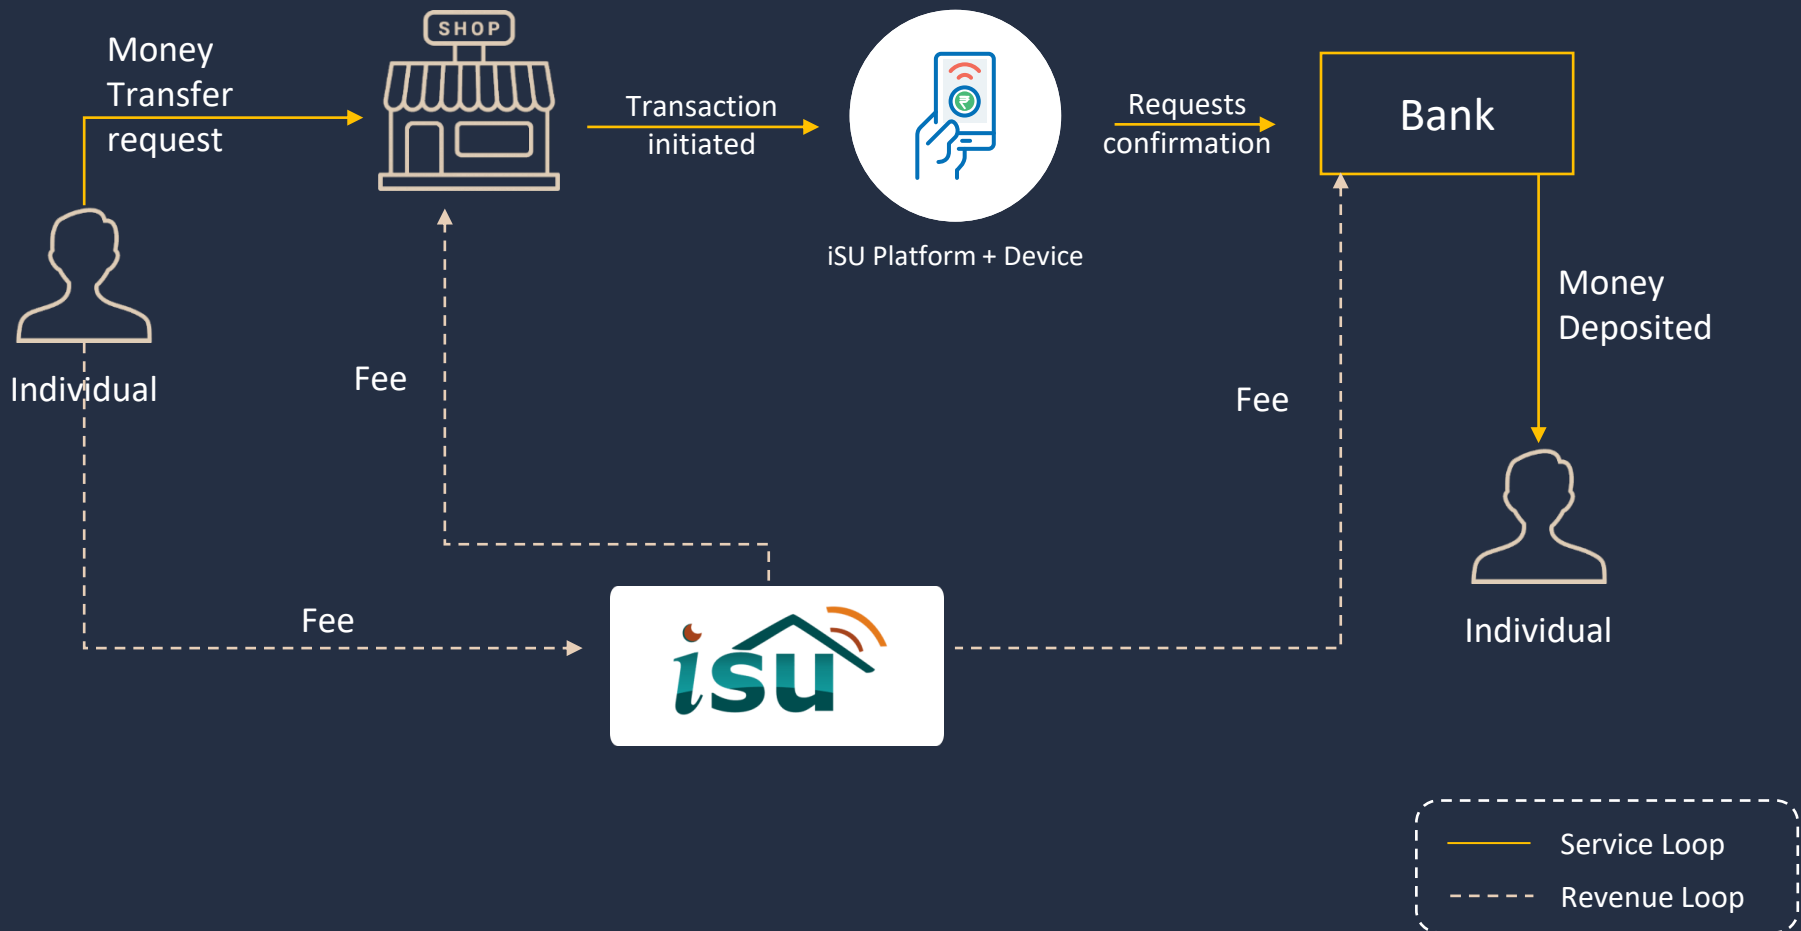 SHOP
Money
Transfer
request
Transaction
initiated
₹
Requests
confirmation
Bank
iSU Platform + Device
Money
Deposited
Individual
Fee
Fee
Fee
isu
Individual
Service Loop
Revenue Loop